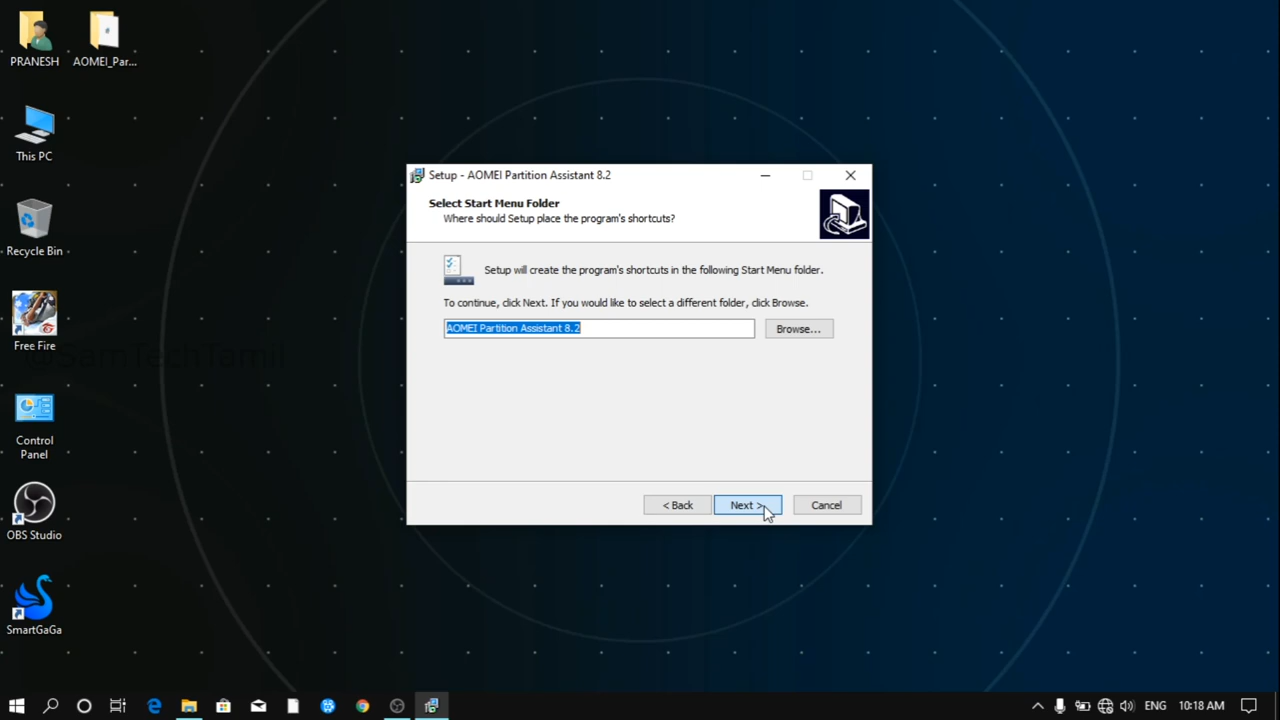 PRANESH
AOMEI_Par...
This PC
Recycle Bin
Free Fire
@SamTechTamil
Control
Panel
OBS Studio
SmartGaGa
Setup - AOMEI Partition Assistant 8.2
Select Start Menu Folder
Where should Setup place the program's shortcuts?
Setup will create the program's shortcuts in the following Start Menu folder.
To continue, click Next. If you would like to select a different folder, click Browse.
AOMEI Partition Assistant 8.2
Browse...
< Back
Next >
Cancel
ENG
10:18 AM